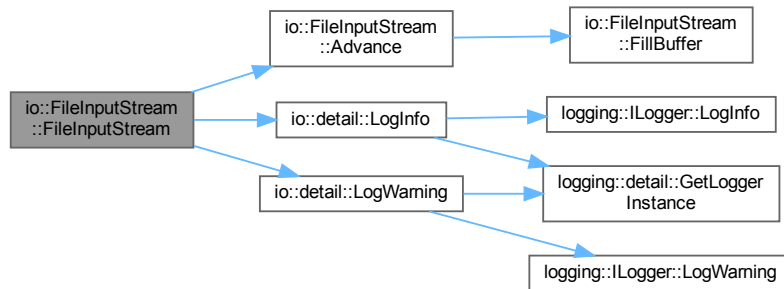 io::FileInputStream
::FileInputStream
io::FileInputStream
::Advance
io::detail::LogInfo
io::detail::LogWarning
io::FileInputStream
::FillBuffer
logging::ILogger::LogInfo
logging::detail::GetLogger
Instance
logging::ILogger::LogWarning